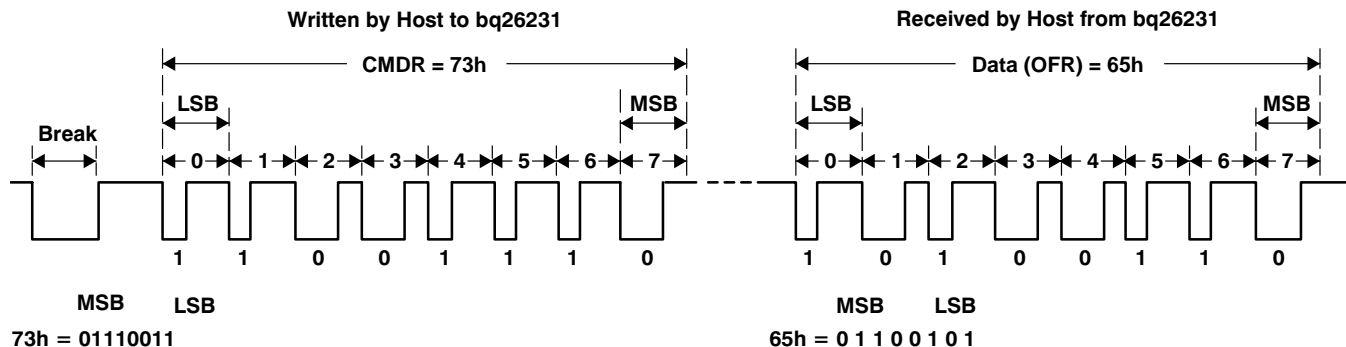 Written by Host to bq26231
Received by Host from bq26231
CMDR = 73h
Data (OFR) = 65h
LSB
MSB
LSB
MSB
Break
0 1 2 3 4 5 6 7
0 1 2 3 4 5 6 7
1 1 0 0 1 1 1 0
1 0 1 0 0 1 1 0
MSB LSB
MSB LSB
73h = 01110011
65h = 0 1 1 0 0 1 0 1